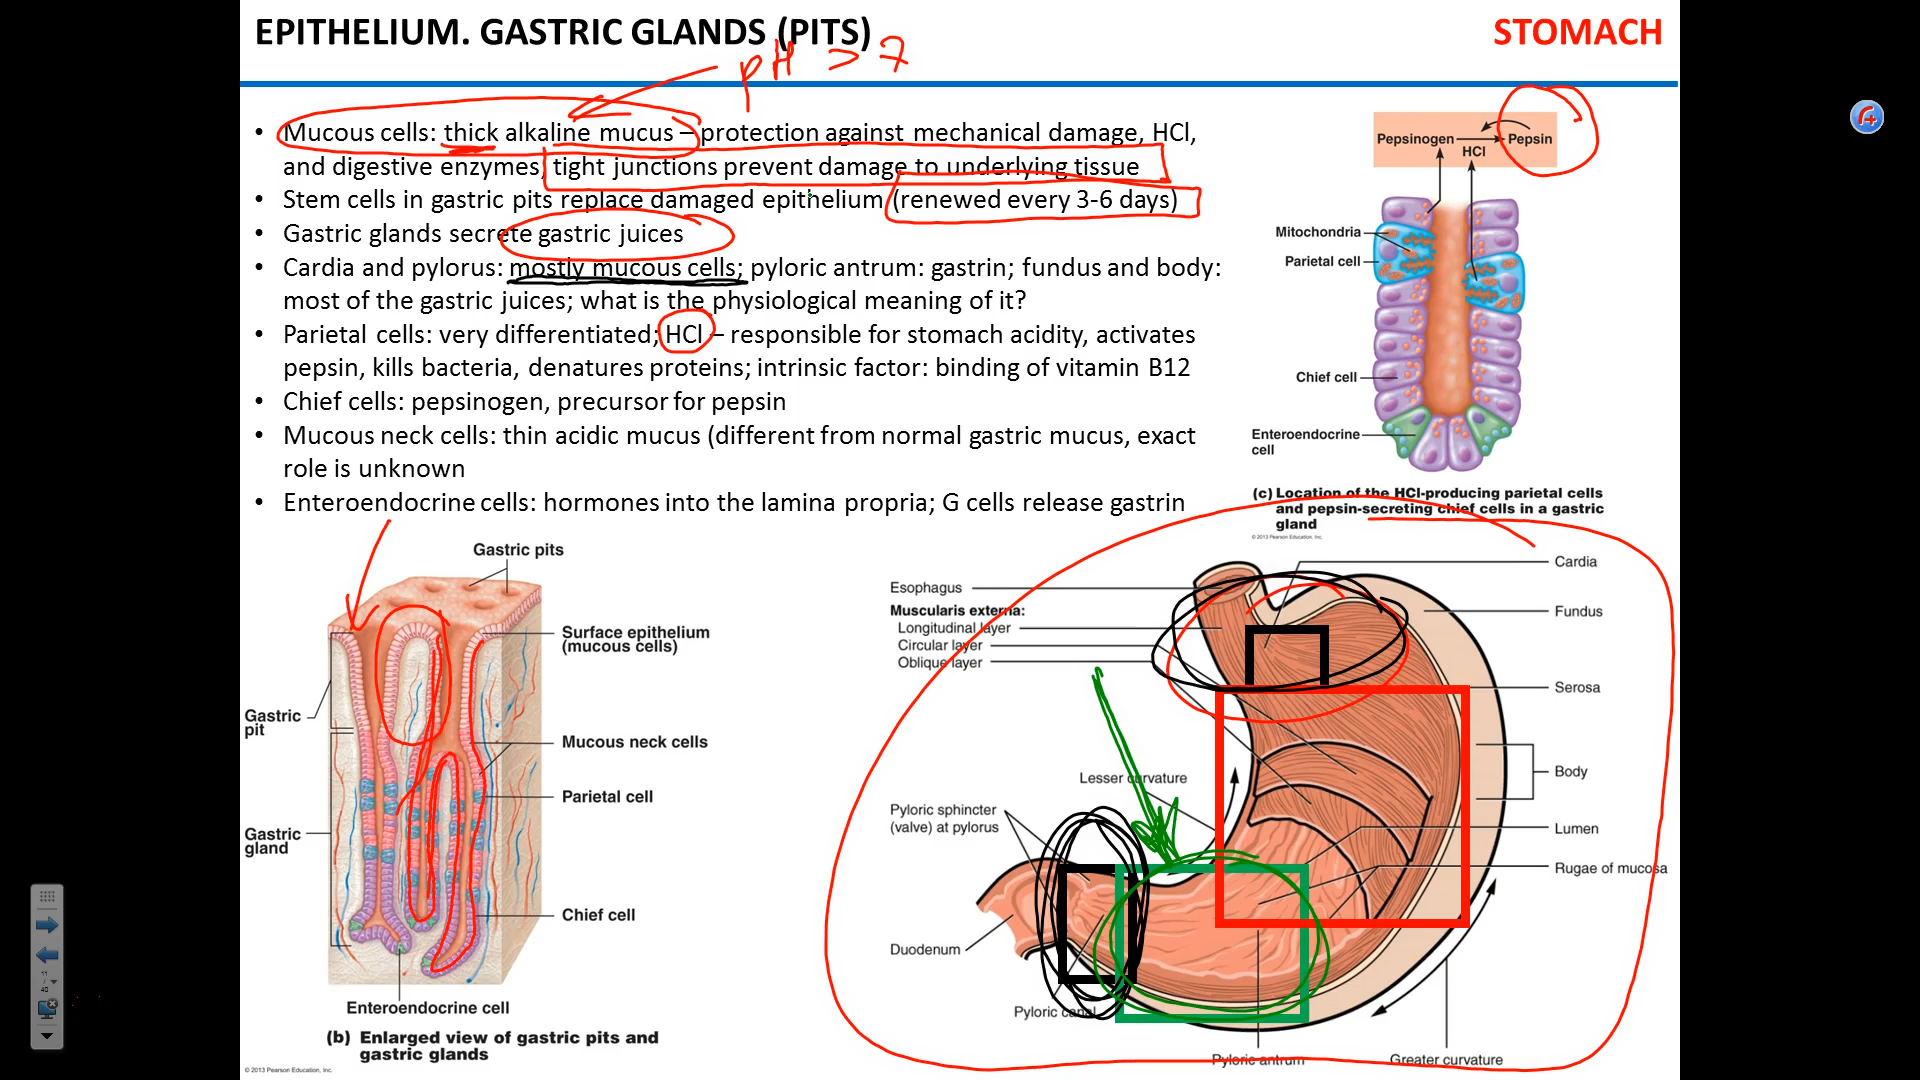 EPITHELIUM. GASTRIC GLANDS (PITS)
STOMACH
pH > 7
• Mucous cells: thick alkaline mucus – protection against mechanical damage, HCl,
and digestive enzymes; tight junctions prevent damage to underlying tissue
• Stem cells in gastric pits replace damaged epithelium (renewed every 3-6 days)
• Gastric glands secrete gastric juices
• Cardia and pylorus: mostly mucous cells; pyloric antrum: gastrin; fundus and body:
most of the gastric juices; what is the physiological meaning of it?
• Parietal cells: very differentiated; HCl – responsible for stomach acidity, activates
pepsin, kills bacteria, denatures proteins; intrinsic factor: binding of vitamin B12
• Chief cells: pepsinogen, precursor for pepsin
• Mucous neck cells: thin acidic mucus (different from normal gastric mucus, exact
role is unknown
• Enteroendocrine cells: hormones into the lamina propria; G cells release gastrin
Pepsinogen
Pepsin
HCl
Mitochondria
Parietal cell
Chief cell
Enteroendocrine
cell
(c) Location of the HCl-producing parietal cells
and pepsin-secreting chief cells in a gastric
gland
© 2013 Pearson Education, Inc.
Gastric pits
Surface epithelium
(mucous cells)
Gastric
pit
Mucous neck cells
Parietal cell
Gastric
gland
Chief cell
Enteroendocrine cell
(b) Enlarged view of gastric pits and
gastric glands
© 2013 Pearson Education, Inc.
Cardia
Esophagus
Fundus
Muscularis externa:
Longitudinal layer
Circular layer
Oblique layer
Serosa
Lesser curvature
Body
Pyloric sphincter
(valve) at pylorus
Lumen
Rugae of mucosa
Duodenum
Pyloric canal
Pyloric antrum
Greater curvature
11
/
40